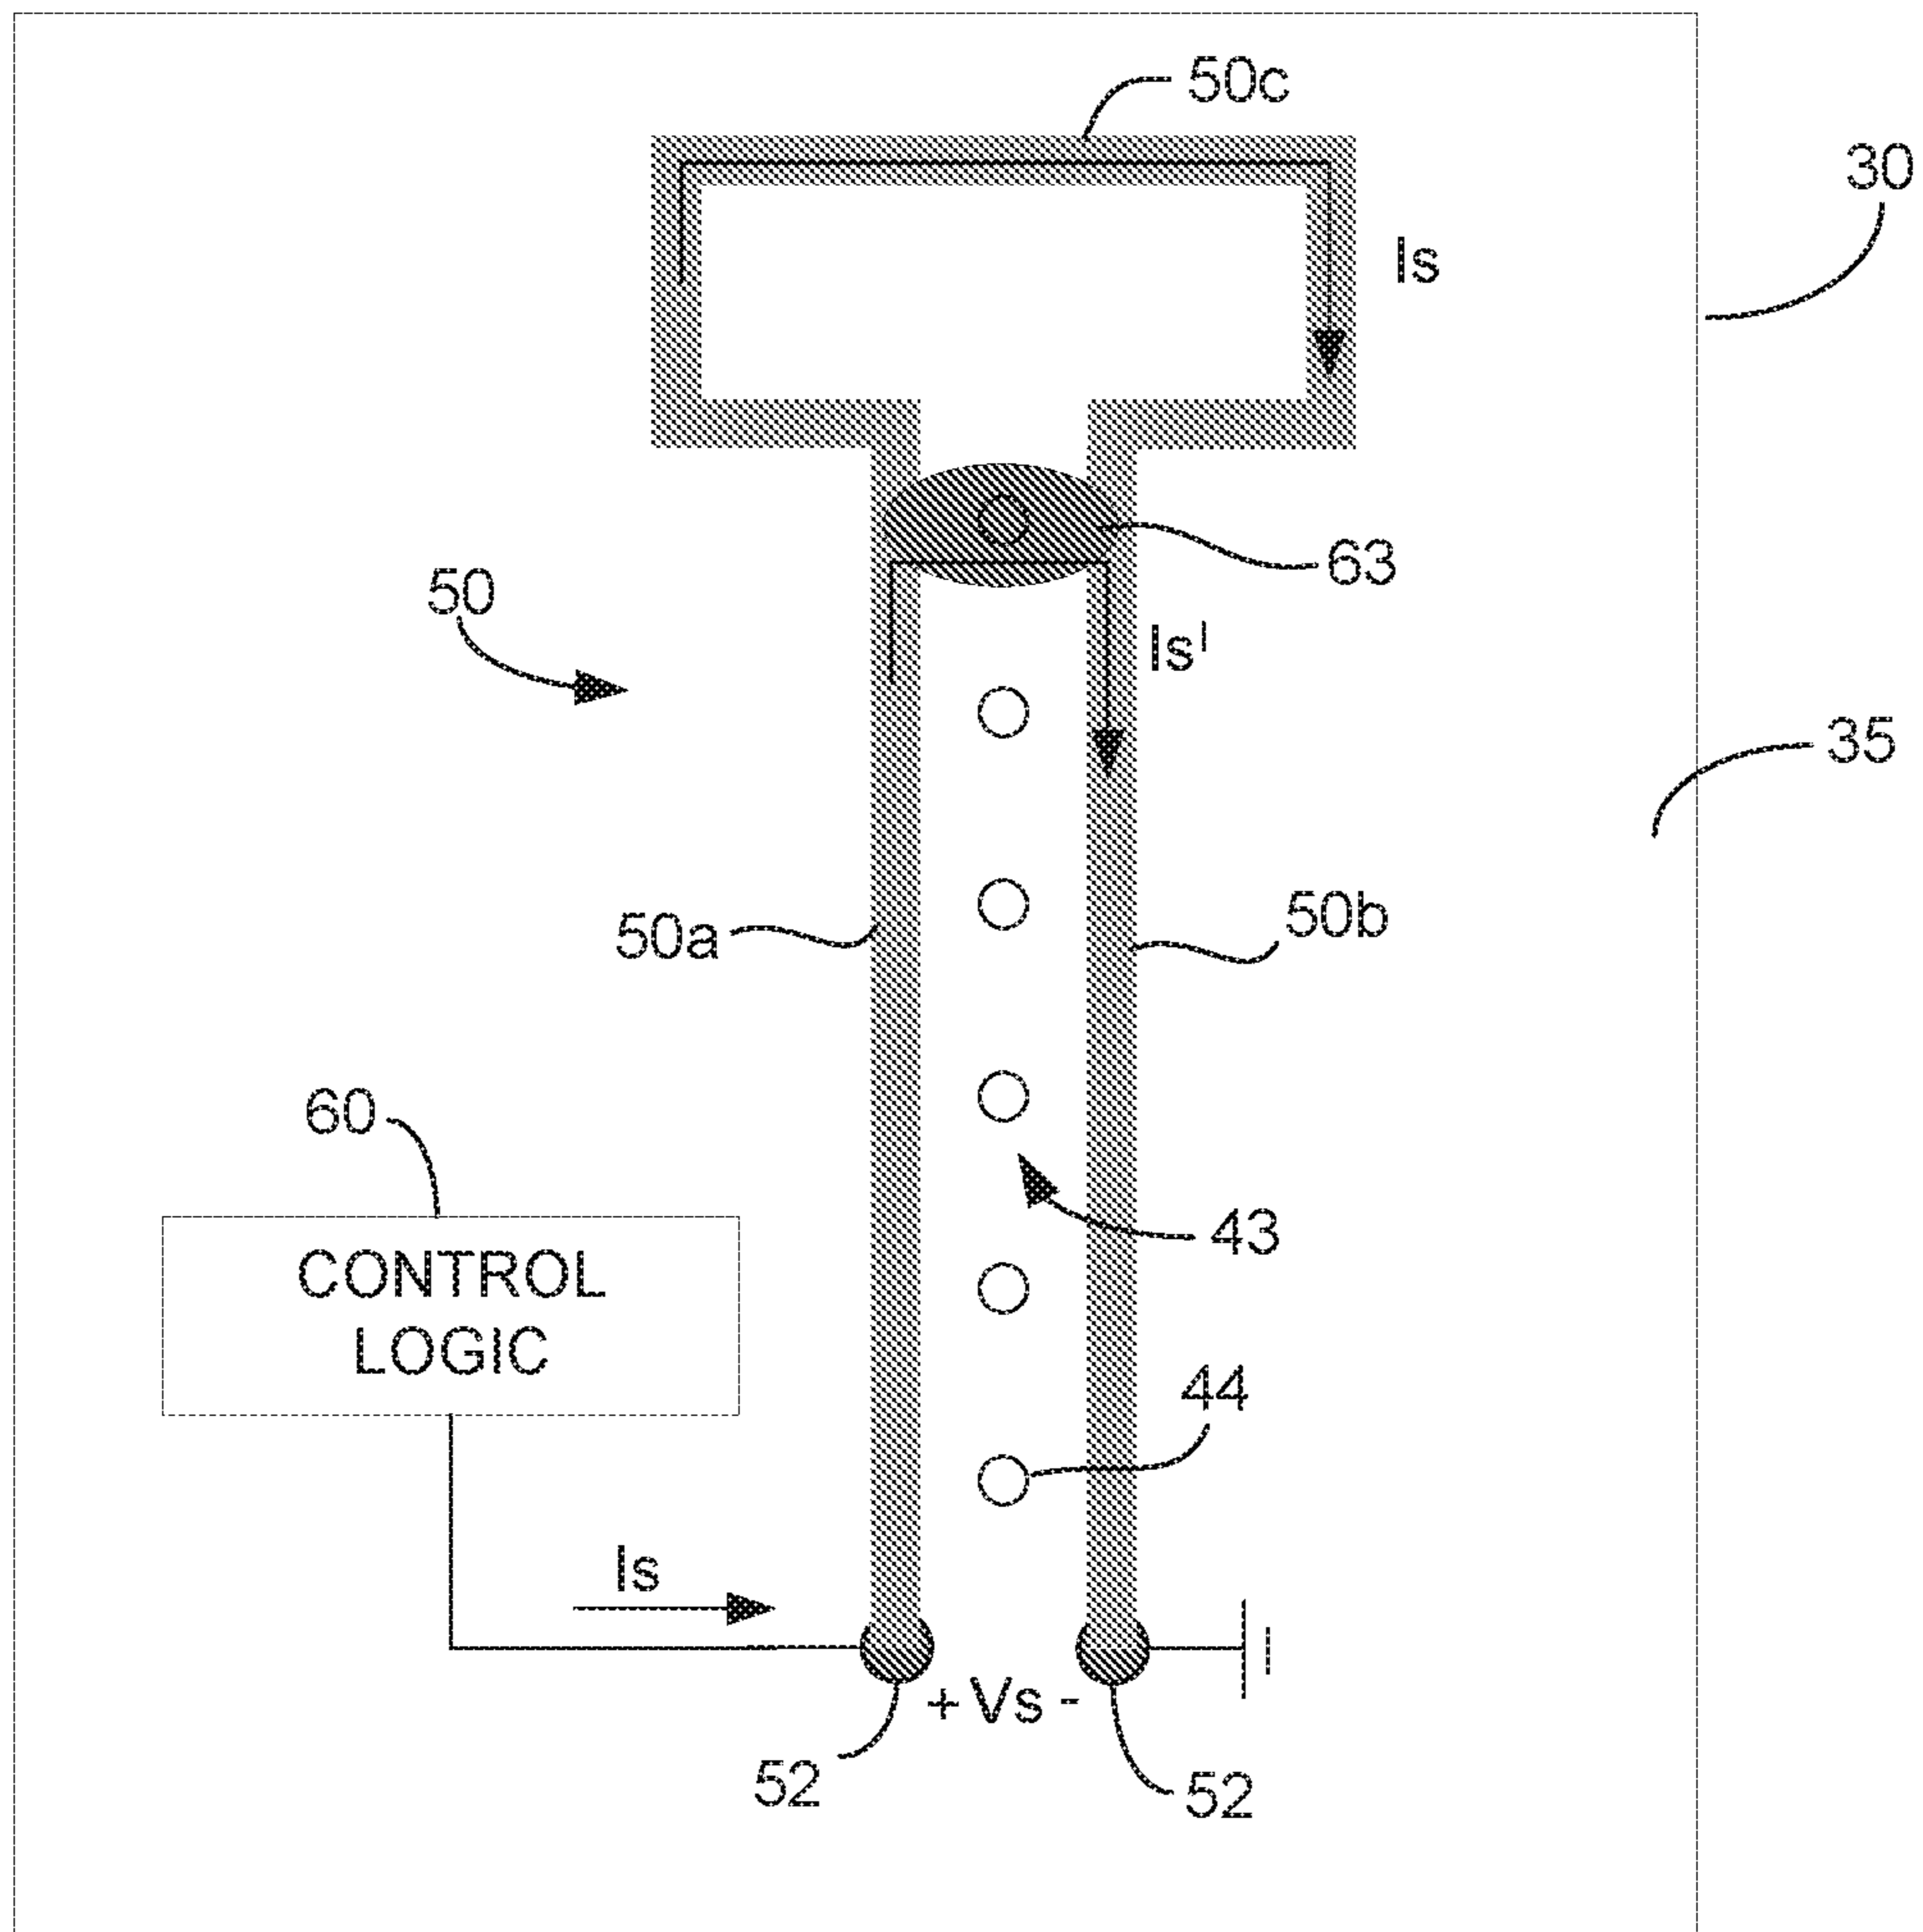 50c
30
Is
63
50
Is'
35
50a
50b
60
43
CONTROL
LOGIC
44
Is
+ Vs -
52
52